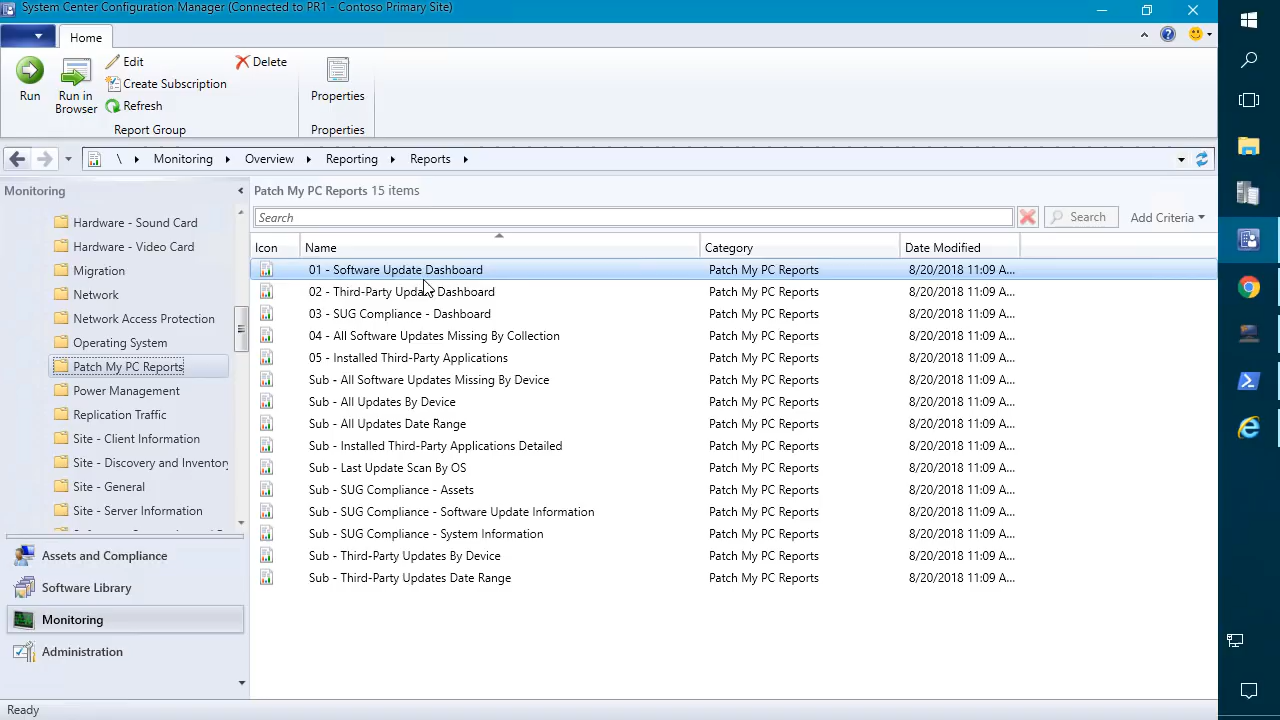 System Center Configuration Manager (Connected to PR1 - Contoso Primary Site)
Home
Run
Run in Browser
Edit
Create Subscription
Refresh
Delete
Report Group
Properties
Properties
\ Monitoring Overview Reporting Reports
Monitoring
Hardware - Sound Card
Hardware - Video Card
Migration
Network
Network Access Protection
Operating System
Patch My PC Reports
Power Management
Replication Traffic
Site - Client Information
Site - Discovery and Inventory
Site - General
Site - Server Information
Assets and Compliance
Software Library
Monitoring
Administration
Patch My PC Reports 15 items
Search
Search
Add Criteria
Icon Name Category Date Modified
01 - Software Update Dashboard Patch My PC Reports 8/20/2018 11:09 A...
02 - Third-Party Update Dashboard Patch My PC Reports 8/20/2018 11:09 A...
03 - SUG Compliance - Dashboard Patch My PC Reports 8/20/2018 11:09 A...
04 - All Software Updates Missing By Collection Patch My PC Reports 8/20/2018 11:09 A...
05 - Installed Third-Party Applications Patch My PC Reports 8/20/2018 11:09 A...
Sub - All Software Updates Missing By Device Patch My PC Reports 8/20/2018 11:09 A...
Sub - All Updates By Device Patch My PC Reports 8/20/2018 11:09 A...
Sub - All Updates Date Range Patch My PC Reports 8/20/2018 11:09 A...
Sub - Installed Third-Party Applications Detailed Patch My PC Reports 8/20/2018 11:09 A...
Sub - Last Update Scan By OS Patch My PC Reports 8/20/2018 11:09 A...
Sub - SUG Compliance - Assets Patch My PC Reports 8/20/2018 11:09 A...
Sub - SUG Compliance - Software Update Information Patch My PC Reports 8/20/2018 11:09 A...
Sub - SUG Compliance - System Information Patch My PC Reports 8/20/2018 11:09 A...
Sub - Third-Party Updates By Device Patch My PC Reports 8/20/2018 11:09 A...
Sub - Third-Party Updates Date Range Patch My PC Reports 8/20/2018 11:09 A...
Ready